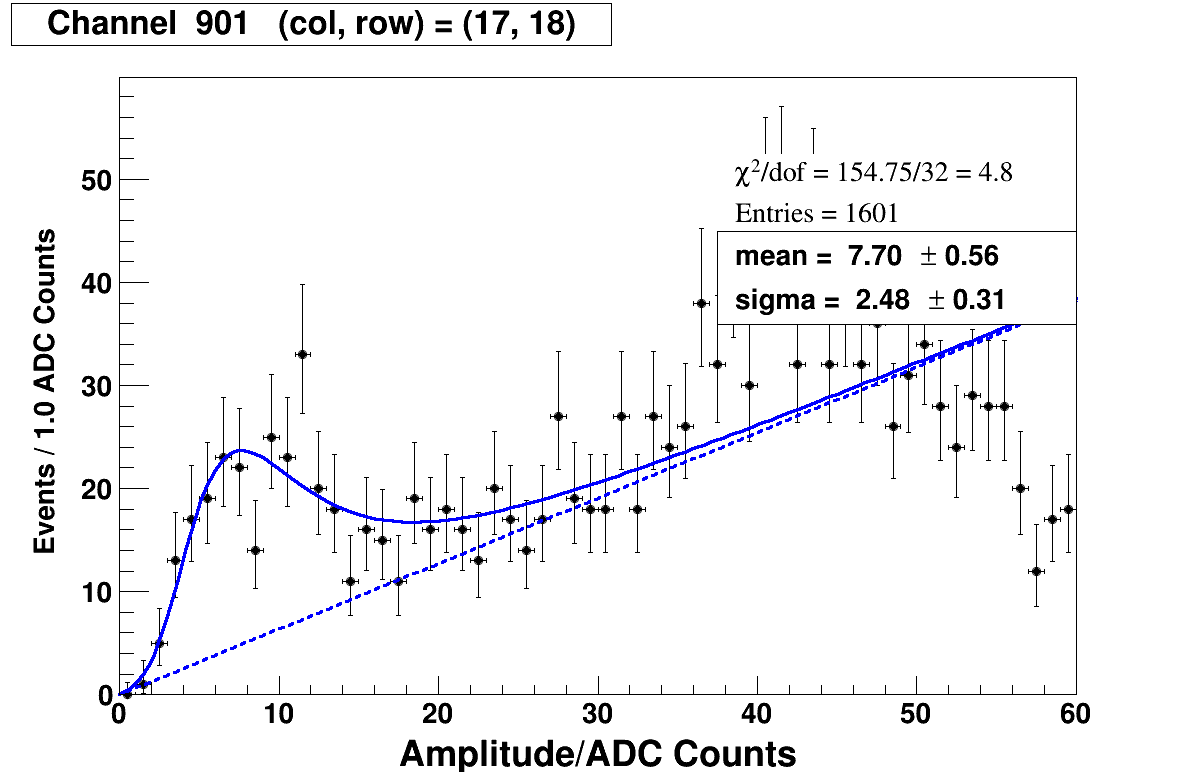 Channel 901 (col, row) = (17, 18)
χ²/dof = 154.75/32 = 4.8
Entries = 1601
mean = 7.70 ± 0.56
sigma = 2.48 ± 0.31
Events / 1.0 ADC Counts
50
40
30
20
10
0
0 10 20 30 40 50 60
Amplitude/ADC Counts